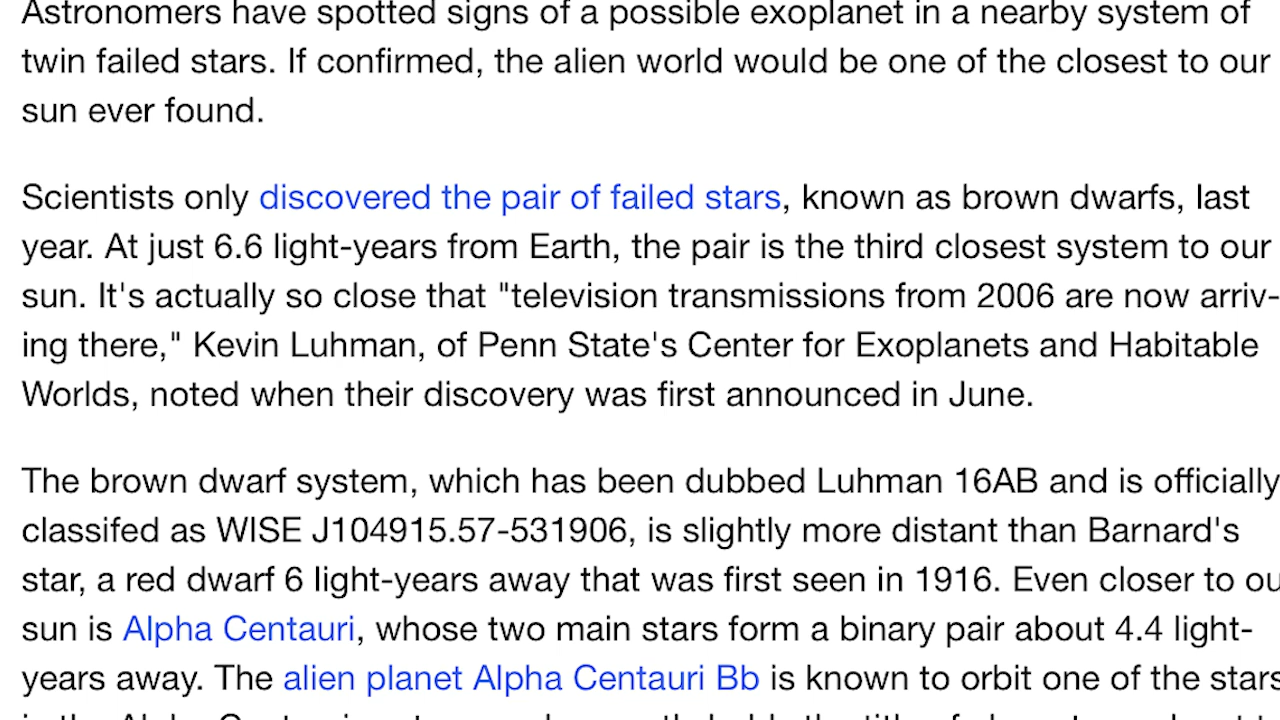 Astronomers have spotted signs of a possible exoplanet in a nearby system of
twin failed stars. If confirmed, the alien world would be one of the closest to our
sun ever found.
Scientists only discovered the pair of failed stars, known as brown dwarfs, last
year. At just 6.6 light-years from Earth, the pair is the third closest system to our
sun. It's actually so close that "television transmissions from 2006 are now arriv-
ing there," Kevin Luhman, of Penn State's Center for Exoplanets and Habitable
Worlds, noted when their discovery was first announced in June.
The brown dwarf system, which has been dubbed Luhman 16AB and is officially
classifed as WISE J104915.57-531906, is slightly more distant than Barnard's
star, a red dwarf 6 light-years away that was first seen in 1916. Even closer to ou
sun is Alpha Centauri, whose two main stars form a binary pair about 4.4 light-
years away. The alien planet Alpha Centauri Bb is known to orbit one of the stars